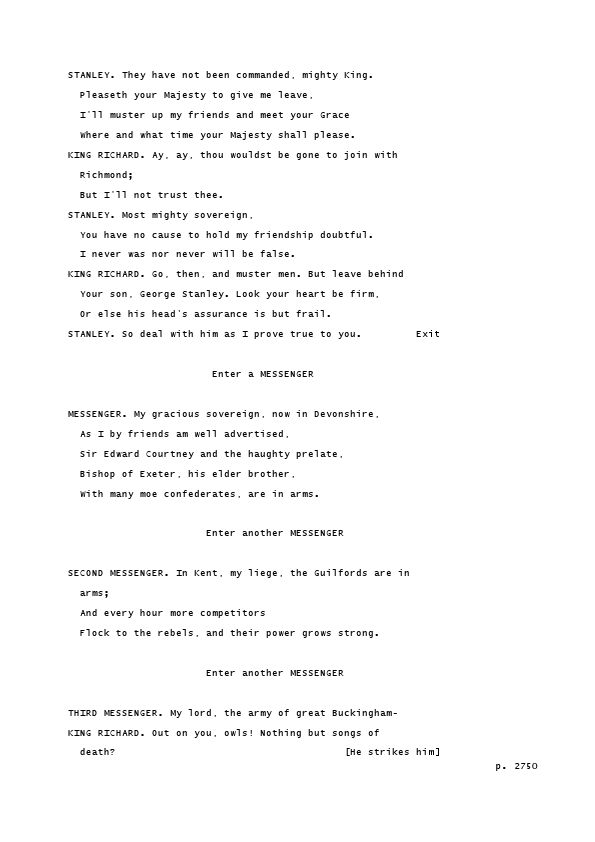 STANLEY. They have not been commanded, mighty King.
Pleaseth your Majesty to give me leave,
I'll muster up my friends and meet your Grace
Where and what time your Majesty shall please.
KING RICHARD. Ay, ay, thou wouldst be gone to join with
Richmond;
But I'll not trust thee.
STANLEY. Most mighty sovereign,
You have no cause to hold my friendship doubtful.
I never was nor never will be false.
KING RICHARD. Go, then, and muster men. But leave behind
Your son, George Stanley. Look your heart be firm,
Or else his head's assurance is but frail.
STANLEY. So deal with him as I prove true to you. Exit
Enter a MESSENGER
MESSENGER. My gracious sovereign, now in Devonshire,
As I by friends am well advertised,
Sir Edward Courtney and the haughty prelate,
Bishop of Exeter, his elder brother,
With many moe confederates, are in arms.
Enter another MESSENGER
SECOND MESSENGER. In Kent, my liege, the Guilfords are in
arms;
And every hour more competitors
Flock to the rebels, and their power grows strong.
Enter another MESSENGER
THIRD MESSENGER. My lord, the army of great Buckingham-
KING RICHARD. Out on you, owls! Nothing but songs of
death? [He strikes him]
p. 2750